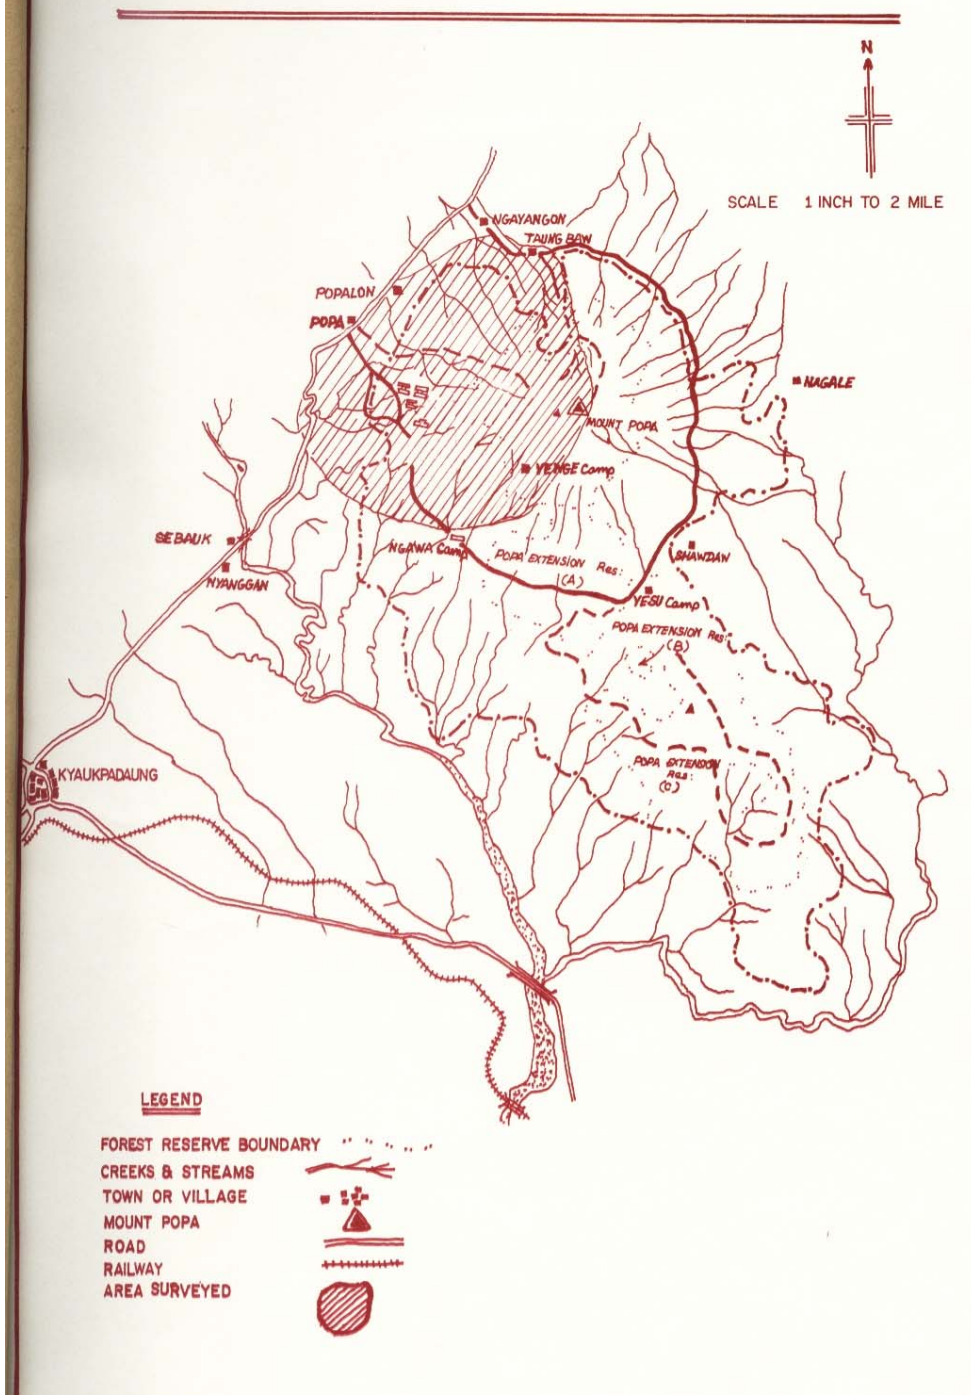 N
SCALE 1 INCH TO 2 MILE
NGAYANGON
TAUNG BAW
POPALON
POPA
NAGALE
MOUNT POPA
YENGE Camp
SEBAUK
NGAWA Camp
POPA EXTENSION Res:
(A)
SHAWDAW
NYANGGAN
YESU Camp
POPA EXTENSION Res:
(B)
KYAUKPADAUNG
POPA EXTENSION
Res:
(C)
LEGEND
FOREST RESERVE BOUNDARY
CREEKS & STREAMS
TOWN OR VILLAGE
MOUNT POPA
ROAD
RAILWAY
AREA SURVEYED